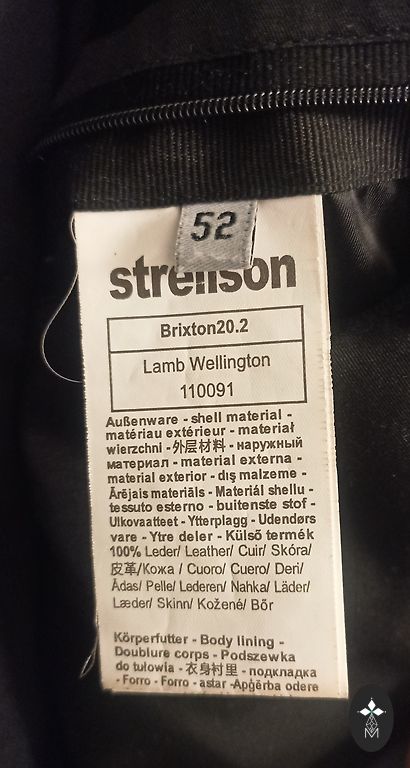 52
strellson
Brixton20.2
Lamb Wellington
110091
Außenware - shell material -
matériau extérieur - materiał
wierzchni -外层材料 - наружный
материал - material externa -
material exterior - dış malzeme -
Ārējais materiāls - Materiál shellu -
tessuto esterno - buitenste stof -
Ulkovaatteet - Ytterplagg - Udendørs
vare - Ytre deler - Külső termék
100% Leder/ Leather/ Cuir/ Skóra/
皮革/Кожа / Cuoro/ Cuero/ Deri/
Ādas/ Pelle/ Lederen/ Nahka/ Läder/
Læder/ Skinn/ Kožené/ Bőr
Körperfutter - Body lining -
Doublure corps - Podszewka
do tułowia - 衣身衬里 - подкладка
- Forro - Forro - astar -Apģērba odere
M